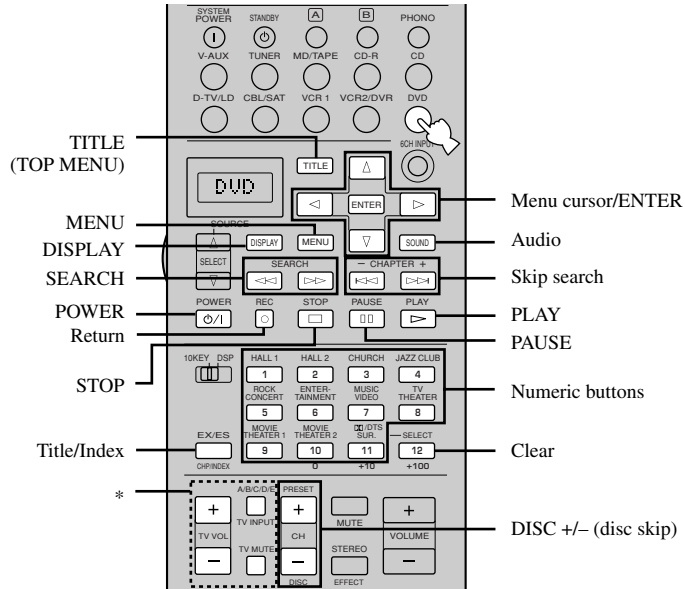 SYSTEM
POWER STANDBY A B PHONO
V-AUX TUNER MD/TAPE CD-R CD
D-TV/LD CBL/SAT VCR 1 VCR2/DVR DVD
TITLE
(TOP MENU)
TITLE
6CH INPUT
DVD
ENTER
Menu cursor/ENTER
MENU
SOURCE
DISPLAY
SELECT
DISPLAY
MENU
SOUND
Audio
SEARCH
SEARCH
– CHAPTER +
Skip search
POWER
POWER REC STOP PAUSE PLAY
PLAY
Return
PAUSE
STOP
10KEY DSP
HALL 1 HALL 2 CHURCH JAZZ CLUB
1 2 3 4
ROCK CONCERT
ENTER-TAINMENT
MUSIC VIDEO
TV THEATER
5 6 7 8
Numeric buttons
MOVIE THEATER 1
MOVIE THEATER 2
/DTS SUR.
SELECT
Title/Index
EX/ES
9 10 11 12
Clear
CHP/INDEX
0 +10 +100
*
A/B/C/D/E PRESET
+ + +
TV INPUT
MUTE
TV VOL CH VOLUME
DISC +/– (disc skip)
TV MUTE STEREO
– – –
DISC EFFECT